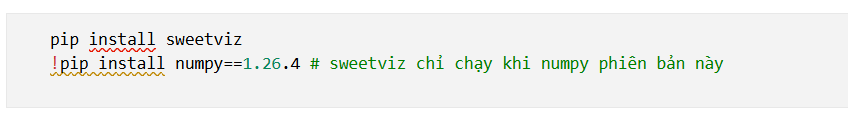 pip install sweetviz
!pip install numpy==1.26.4 # sweetviz chỉ chạy khi numpy phiên bản này